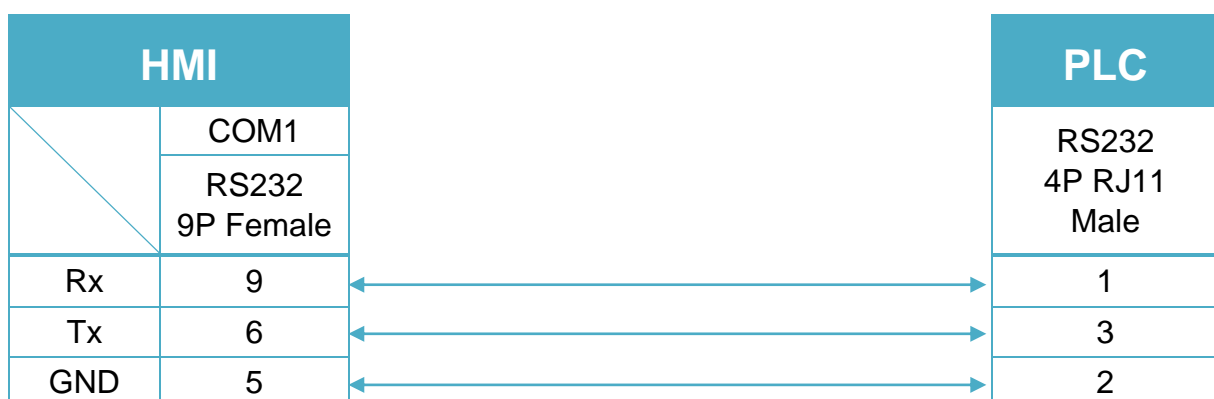 HMI PLC
COM1
RS232
9P Female
RS232
4P RJ11
Male
Rx 9 1
Tx 6 3
GND 5 2